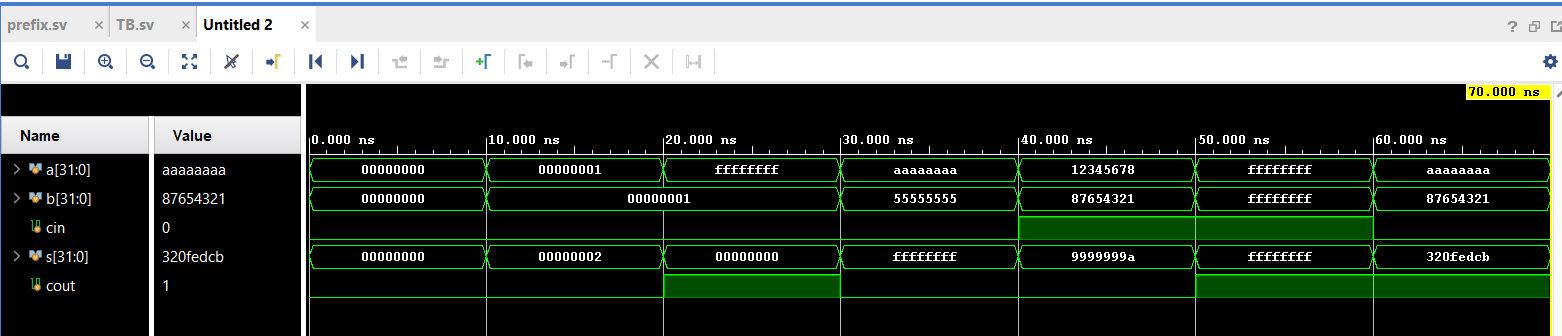 prefix.sv × TB.sv × Untitled 2 ×
?
70.000 ns
Name Value
0.000 ns 10.000 ns 20.000 ns 30.000 ns 40.000 ns 50.000 ns 60.000 ns
a[31:0] aaaaaaaa 00000000 00000001 ffffffff aaaaaaaa 12345678 ffffffff aaaaaaaa
b[31:0] 87654321 00000000 00000001 55555555 87654321 ffffffff 87654321
cin 0
s[31:0] 320fedcb 00000000 00000002 00000000 ffffffff 9999999a ffffffff 320fedcb
cout 1